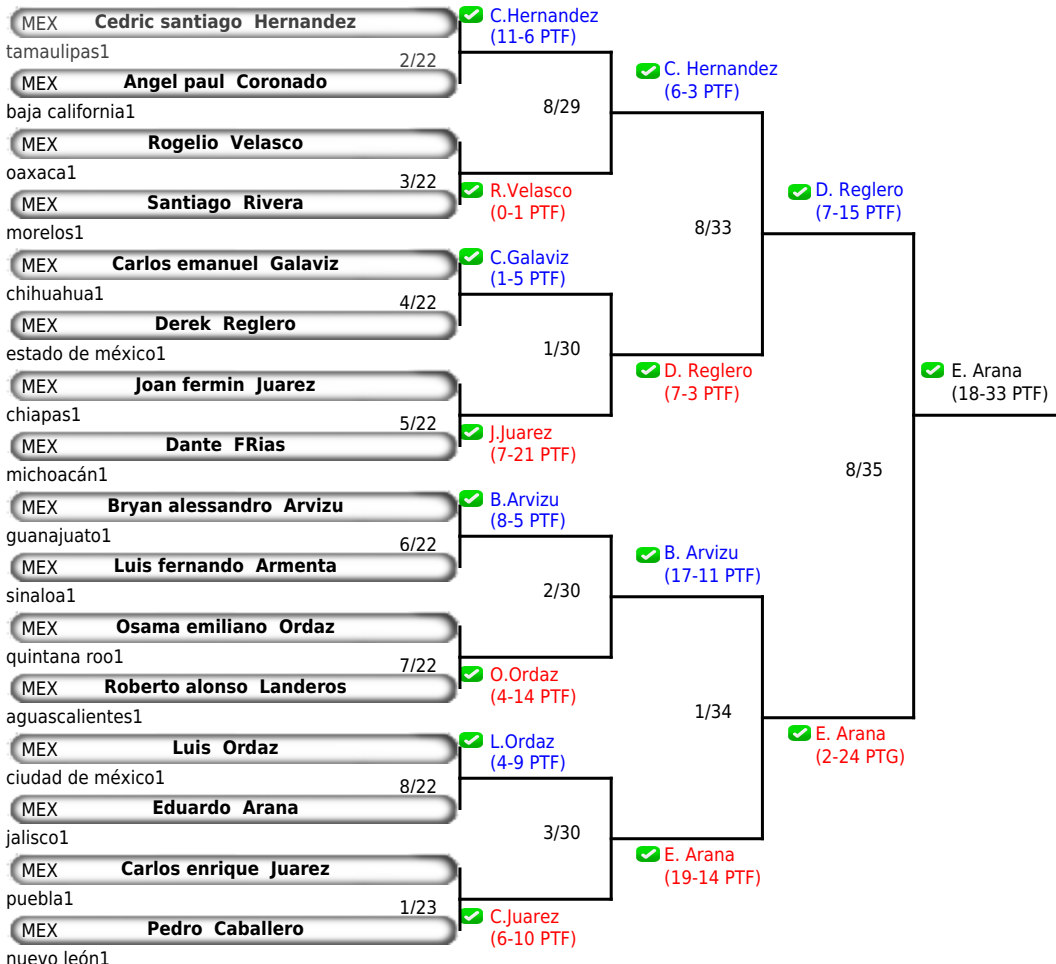 MEX Cedric santiago Hernandez
C.Hernandez
(11-6 PTF)
tamaulipas1
2/22
MEX Angel paul Coronado
C. Hernandez
(6-3 PTF)
baja california1
8/29
MEX Rogelio Velasco
oaxaca1
3/22
MEX Santiago Rivera
R.Velasco
(0-1 PTF)
D. Reglero
(7-15 PTF)
morelos1
8/33
MEX Carlos emanuel Galaviz
C.Galaviz
(1-5 PTF)
chihuahua1
4/22
MEX Derek Reglero
estado de méxico1
1/30
MEX Joan fermin Juarez
D. Reglero
(7-3 PTF)
E. Arana
(18-33 PTF)
chiapas1
5/22
MEX Dante FRias
J.Juarez
(7-21 PTF)
michoacán1
8/35
MEX Bryan alessandro Arvizu
B.Arvizu
(8-5 PTF)
guanajuato1
6/22
MEX Luis fernando Armenta
B. Arvizu
(17-11 PTF)
sinaloa1
2/30
MEX Osama emiliano Ordaz
quintana roo1
7/22
MEX Roberto alonso Landeros
O.Ordaz
(4-14 PTF)
aguascalientes1
1/34
MEX Luis Ordaz
L.Ordaz
(4-9 PTF)
E. Arana
(2-24 PTG)
ciudad de méxico1
8/22
MEX Eduardo Arana
jalisco1
3/30
MEX Carlos enrique Juarez
E. Arana
(19-14 PTF)
puebla1
1/23
MEX Pedro Caballero
C.Juarez
(6-10 PTF)
nuevo león1